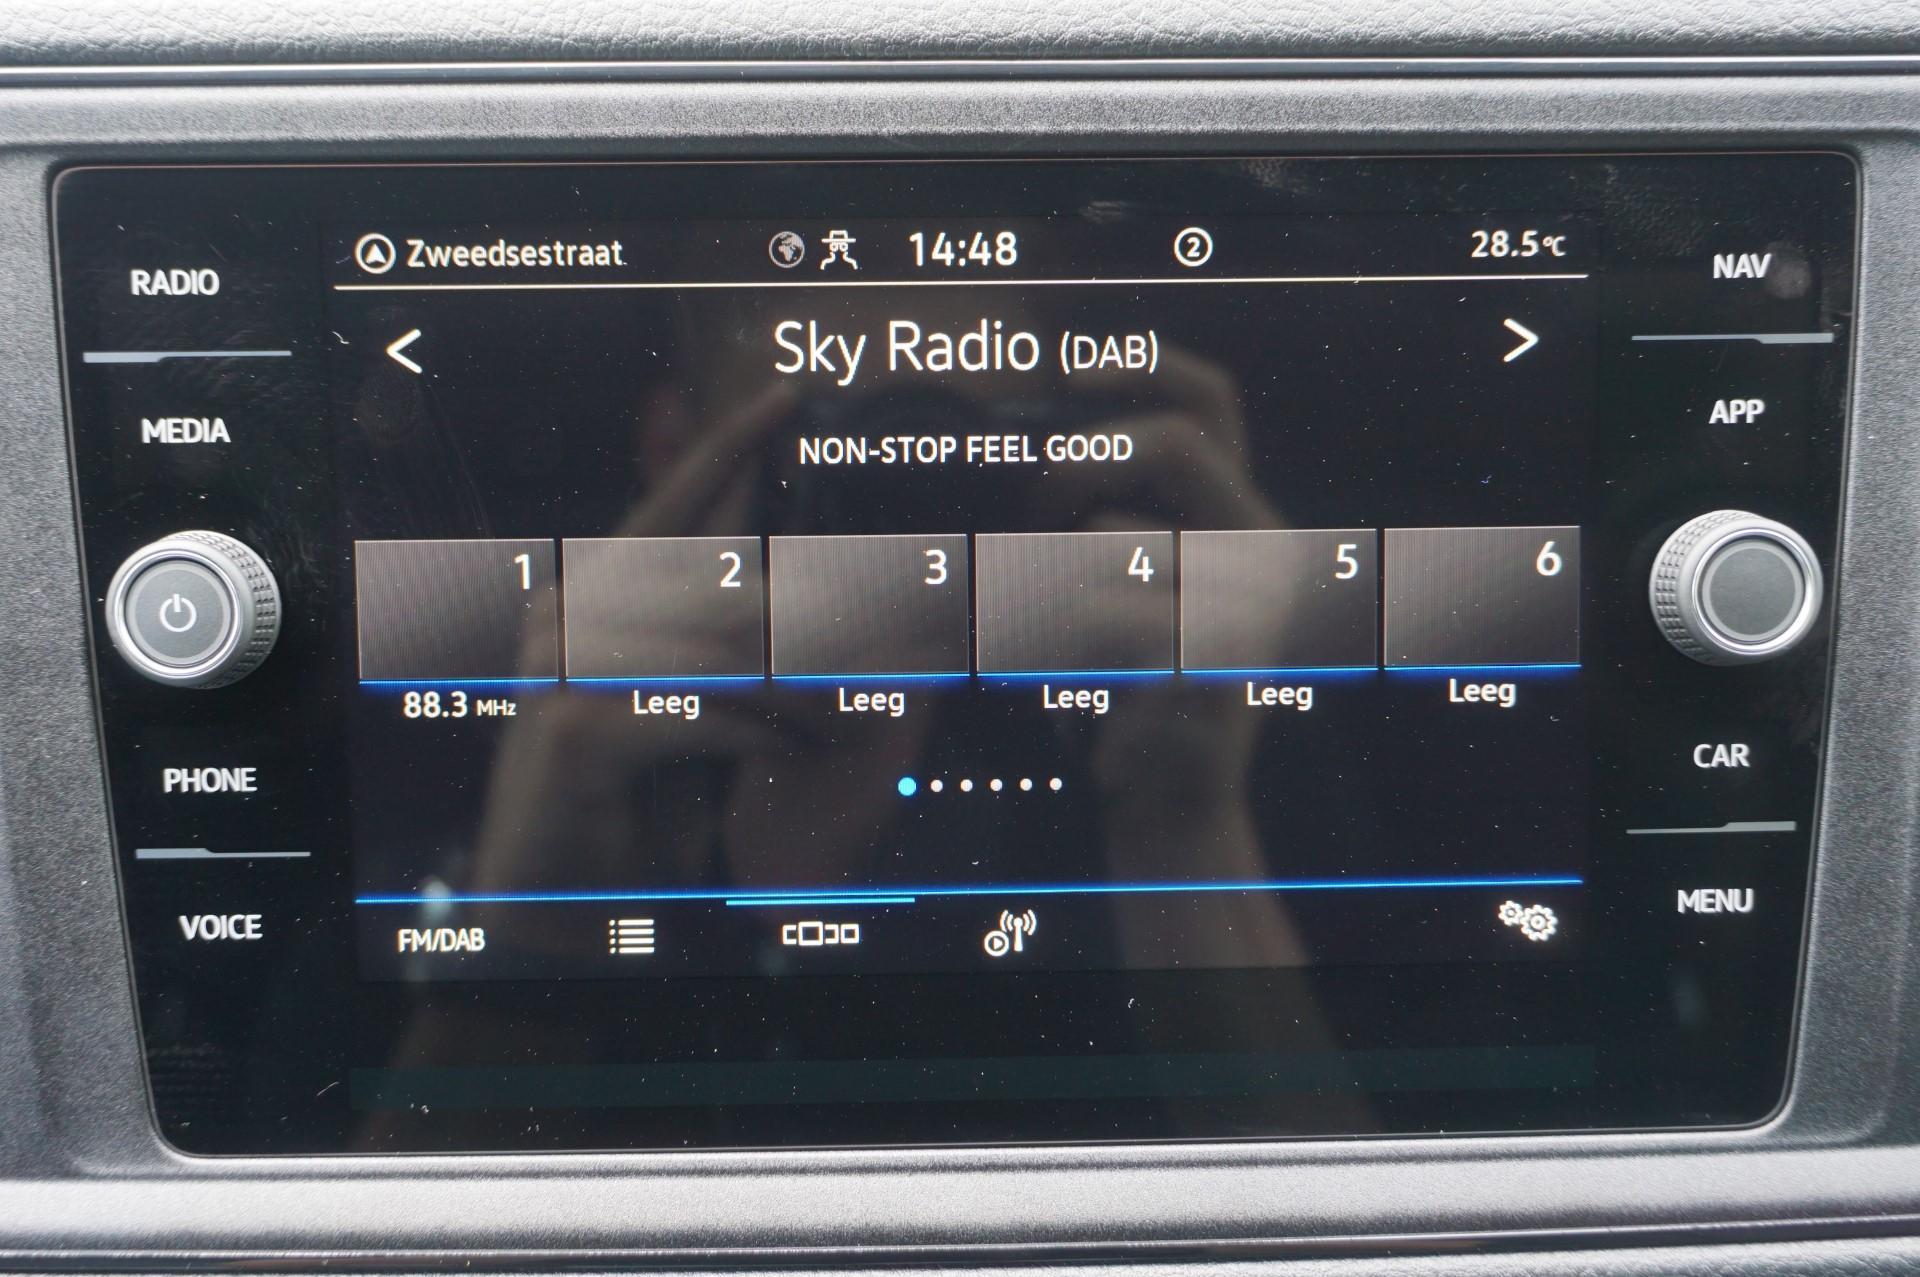 Zweedsestraat 14:48 2 28.5°C
RADIO
MEDIA
PHONE
VOICE
Sky Radio (DAB)
NON-STOP FEEL GOOD
1 2 3 4 5 6
88.3 MHz Leeg Leeg Leeg Leeg Leeg
FM/DAB
NAV
APP
CAR
MENU